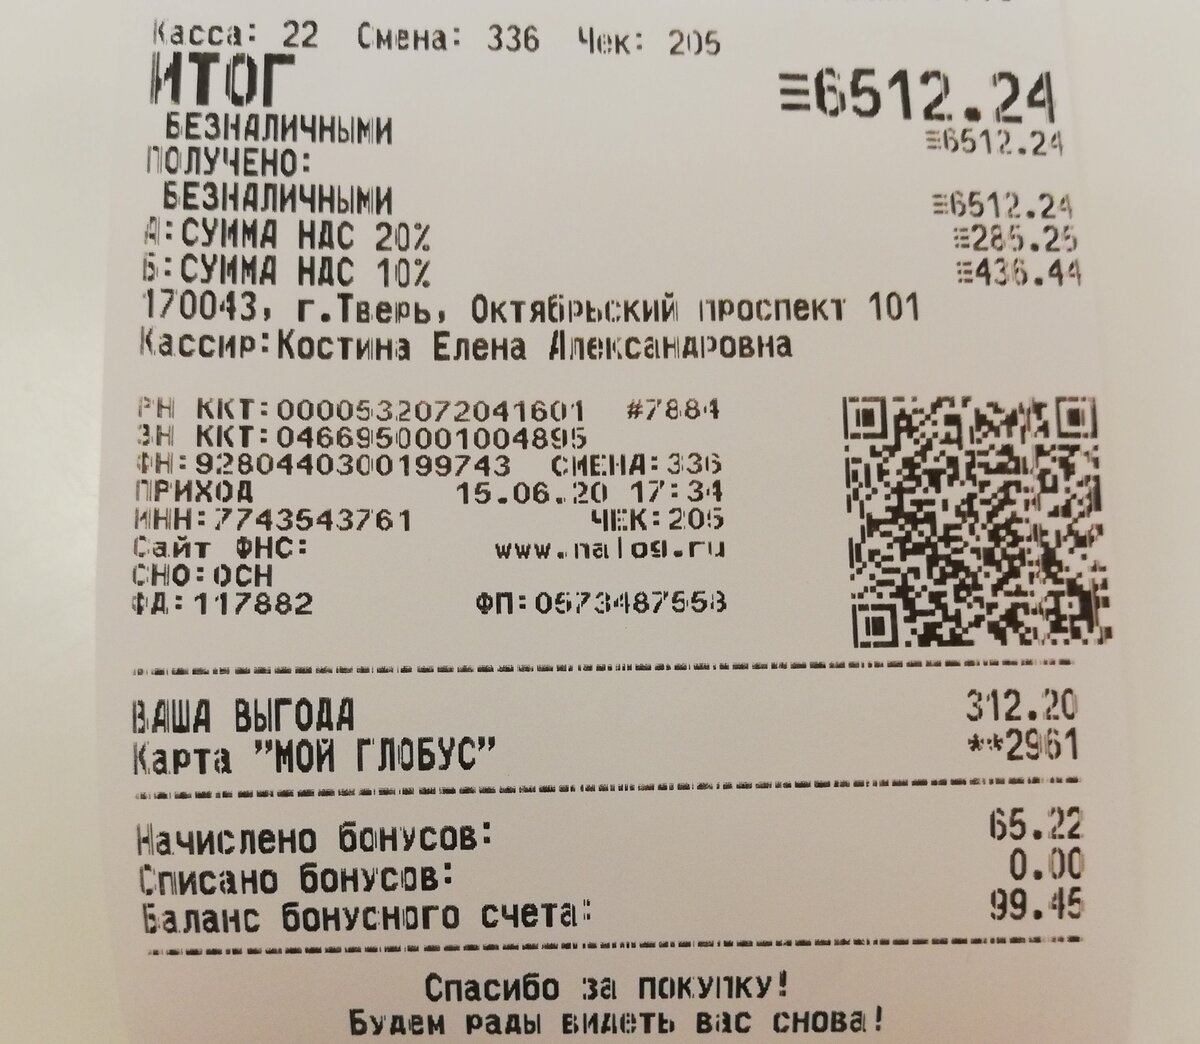 Касса: 22 Смена: 336 Чек: 205
ИТОГ ≡6512.24
БЕЗНАЛИЧНЫМИ ≡6512.24
ПОЛУЧЕНО:
БЕЗНАЛИЧНЫМИ ≡6512.24
А:СУММА НДС 20% ≡285.25
Б:СУММА НДС 10% ≡436.44
170043, г.Тверь, Октябрьский проспект 101
Кассир:Костина Елена Александровна
РН ККТ:0000532072041601 #7884
ЗН ККТ:0466950001004895
ФН:9280440300199743 СМЕНА:336
ПРИХОД 15.06.20 17:34
ИНН:7743543761 ЧЕК:205
Сайт ФНС: www.nalog.ru
СНО:ОСН
ФД:117882 ФП:0573487558
ВАША ВЫГОДА 312.20
Карта "МОЙ ГЛОБУС" **2961
Начислено бонусов: 65.22
Списано бонусов: 0.00
Баланс бонусного счета: 99.45
Спасибо за покупку!
Будем рады видеть вас снова!